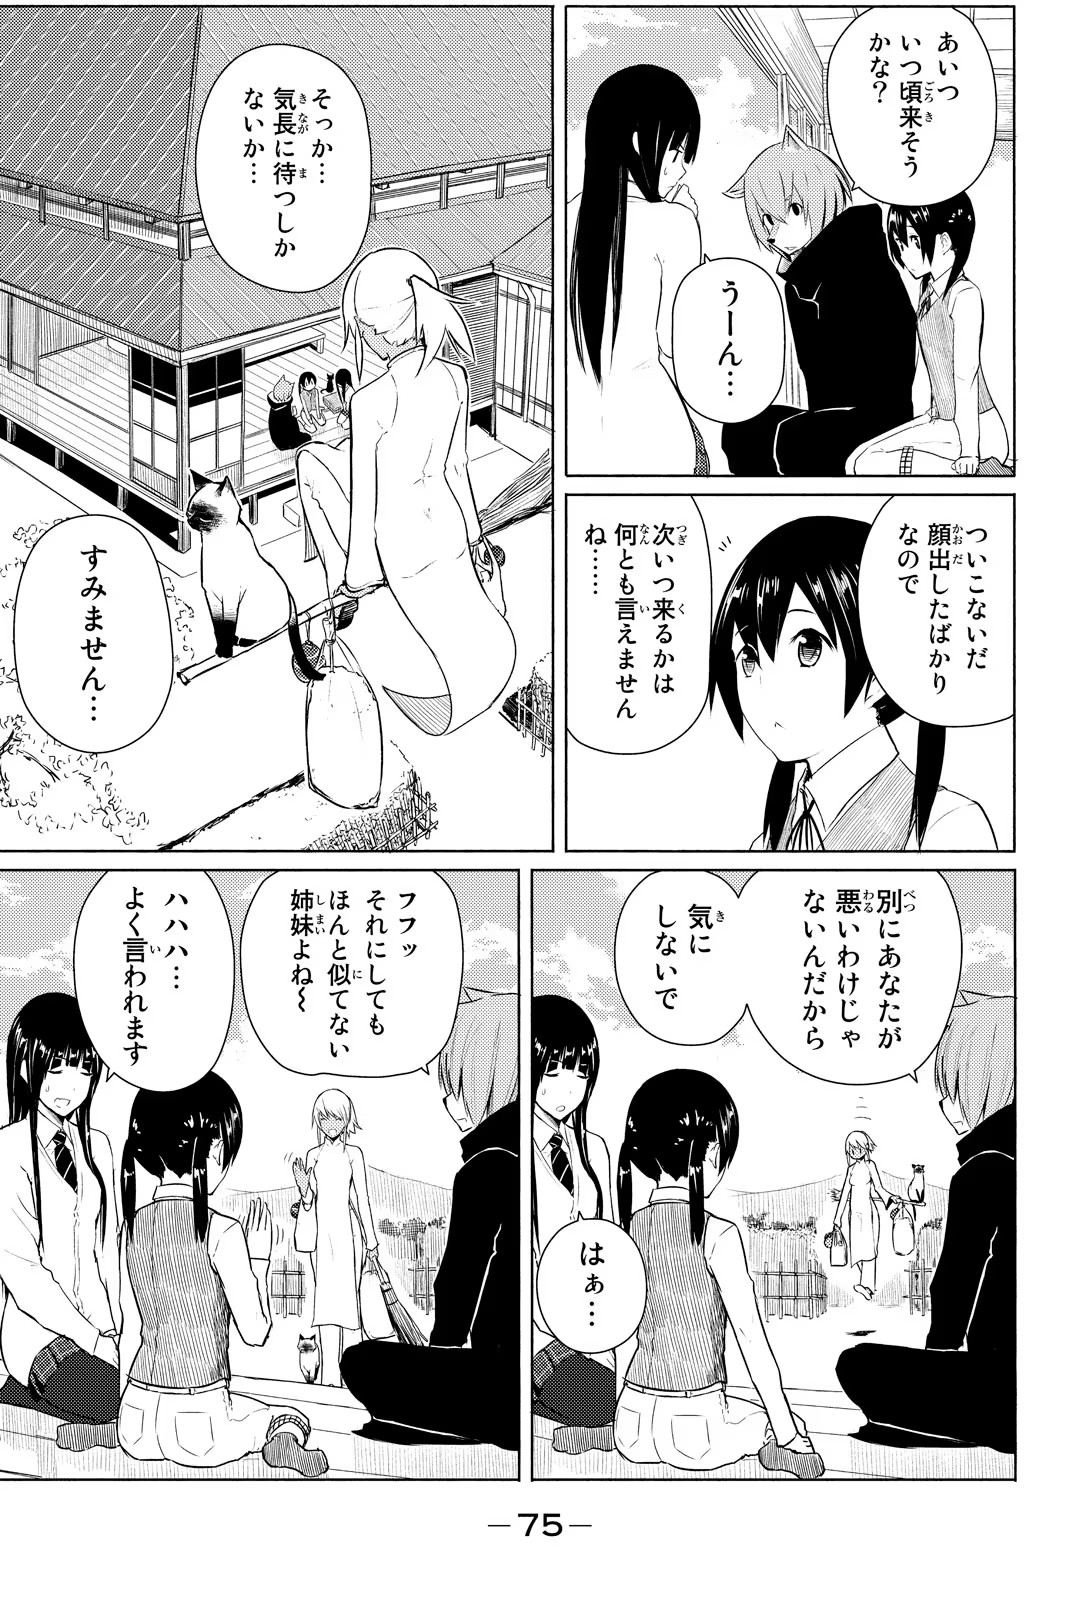 あいつ
いつ頃来そう
かな？
うーん…
ついこないだ
顔出したばかり
なので
次いつ来るかは
何とも言えません
ね……
そっか…
気長に待つしか
ないか…
すみません…
別にあなたが
悪いわけじゃ
ないんだから
気に
しないで
はぁ…
フフッ
それにしても
ほんと似てない
姉妹よね〜
ハハハ…
よく言われます
—75—